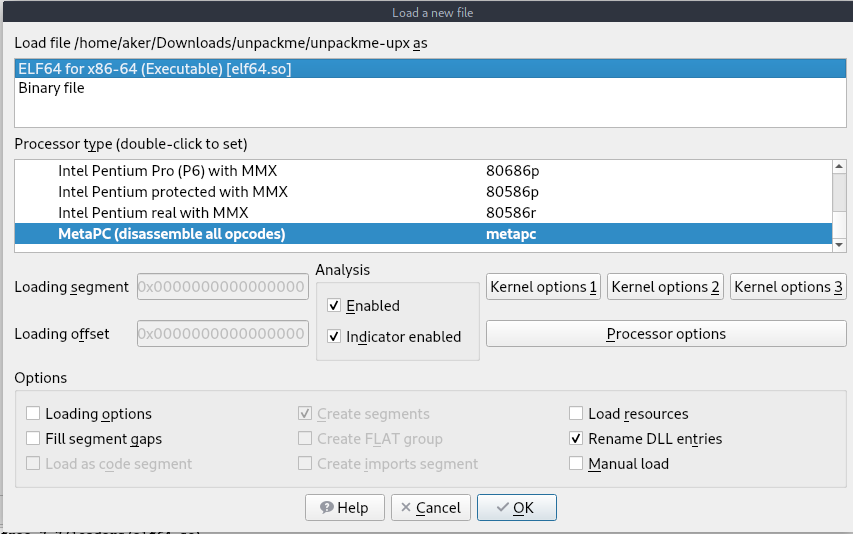 Load a new file
Load file /home/aker/Downloads/unpackme/unpackme-upx as
ELF64 for x86-64 (Executable) [elf64.so]
Binary file
Processor type (double-click to set)
Intel Pentium Pro (P6) with MMX 80686p
Intel Pentium protected with MMX 80586p
Intel Pentium real with MMX 80586r
MetaPC (disassemble all opcodes) metapc
Loading segment 0x0000000000000000
Loading offset 0x0000000000000000
Analysis
Enabled
Indicator enabled
Kernel options 1 Kernel options 2 Kernel options 3
Processor options
Options
Loading options Create segments Load resources
Fill segment gaps Create FLAT group Rename DLL entries
Load as code segment Create imports segment Manual load
Help Cancel OK